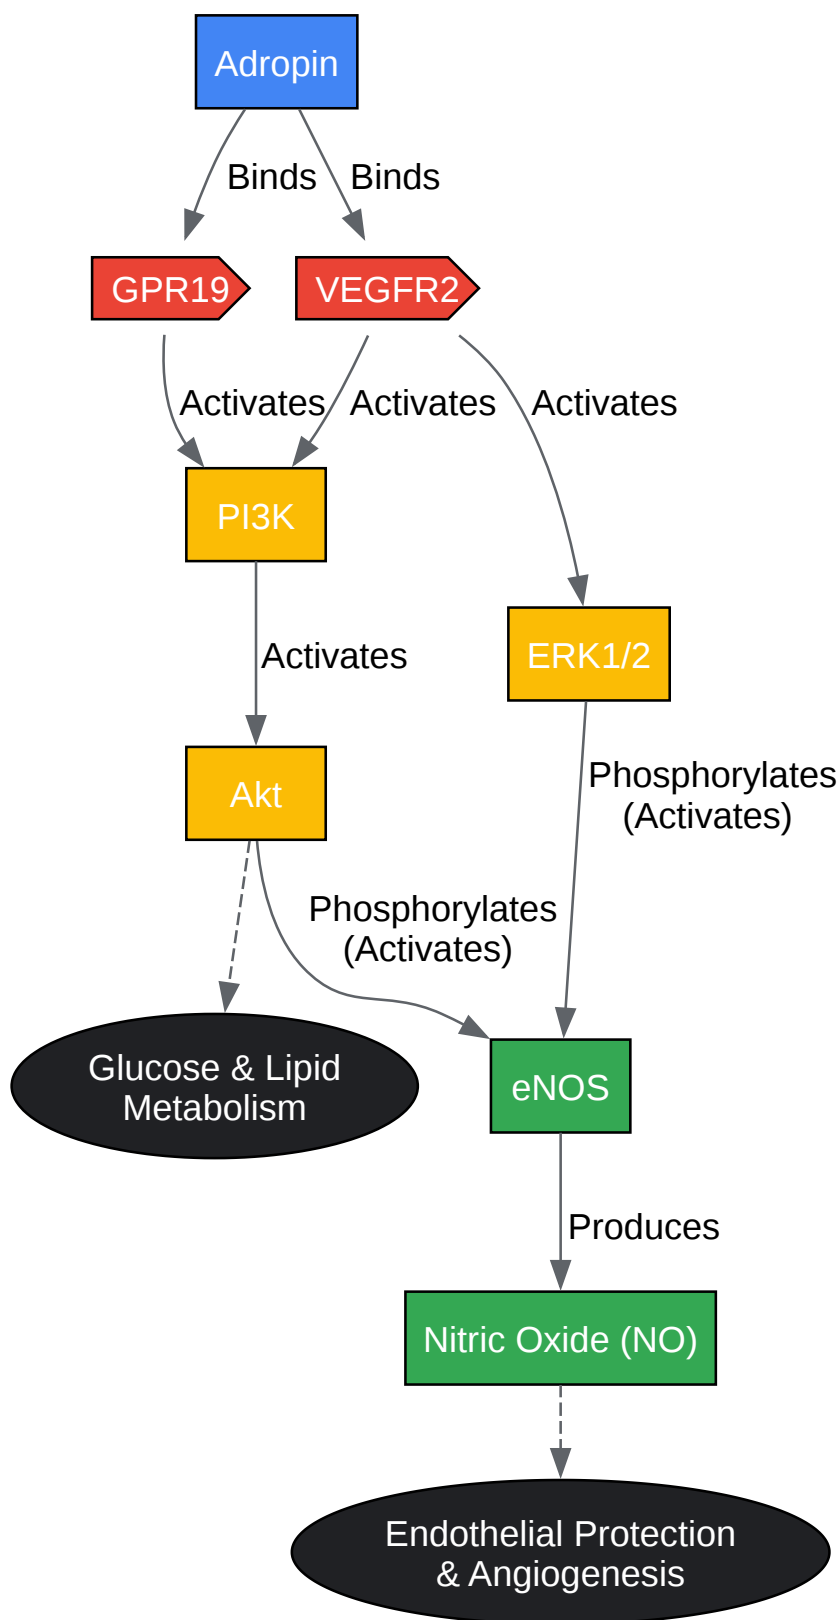 Adropin
Binds
Binds
GPR19
VEGFR2
Activates
Activates
Activates
PI3K
Activates
ERK1/2
Akt
Phosphorylates
(Activates)
Phosphorylates
(Activates)
Glucose & Lipid
Metabolism
eNOS
Produces
Nitric Oxide (NO)
Endothelial Protection
& Angiogenesis